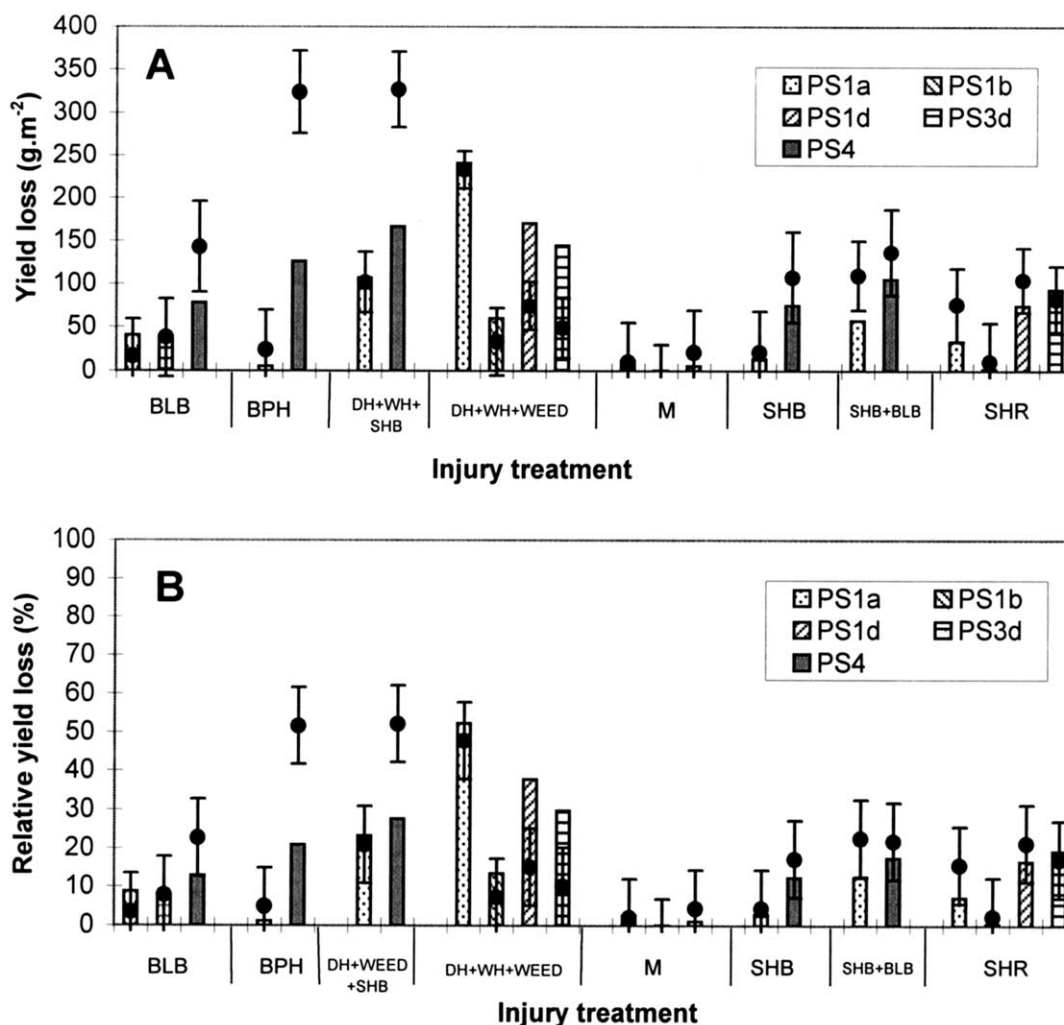 A
Yield loss (g.m-2)
400
350
300
250
200
150
100
50
0
PS1a PS1b
PS1d PS3d
PS4
BLB BPH DH+WH+ SHB DH+WH+WEED M SHB SHB+BLB SHR
Injury treatment
B
Relative yield loss (%)
100
90
80
70
60
50
40
30
20
10
0
PS1a PS1b
PS1d PS3d
PS4
BLB BPH DH+WEED +SHB DH+WH+WEED M SHB SHB+BLB SHR
Injury treatment